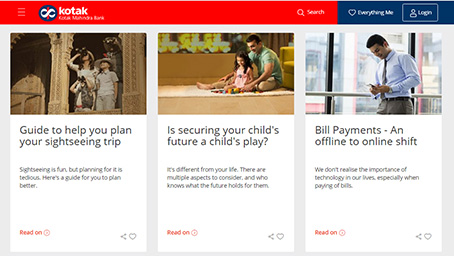 kotak
Kotak Mahindra Bank
Search
Everything Me
Login
Guide to help you plan
your sightseeing trip
Sightseeing is fun, but planning for it is
tedious. Here's a guide for you to plan
better.
Read on
Is securing your child's
future a child's play?
It's different from your life. There are
multiple aspects to consider, and who
knows what the future holds for them.
Read on
Bill Payments - An
offline to online shift
We don't realise the importance of
technology in our lives, especially when
paying of bills.
Read on